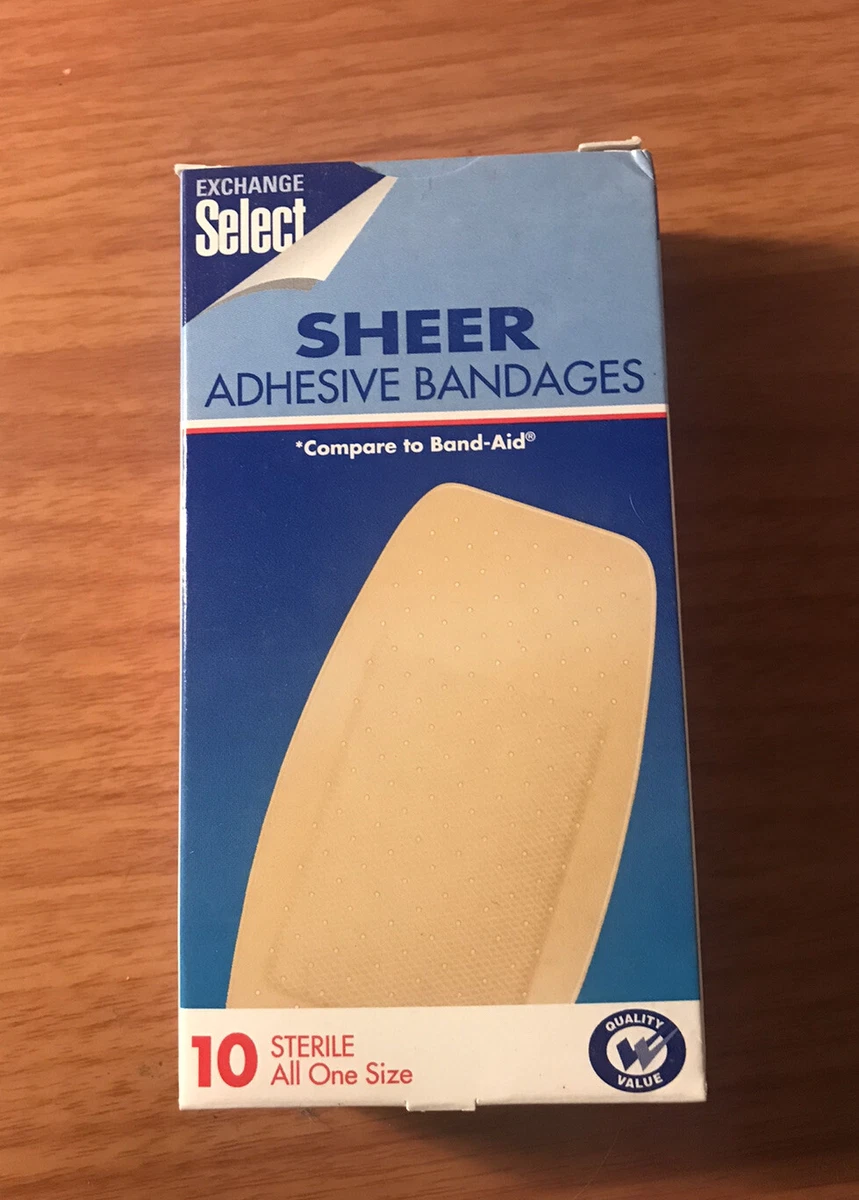 EXCHANGE
Select
SHEER
ADHESIVE BANDAGES
*Compare to Band-Aid®
10 STERILE
All One Size
QUALITY
VALUE